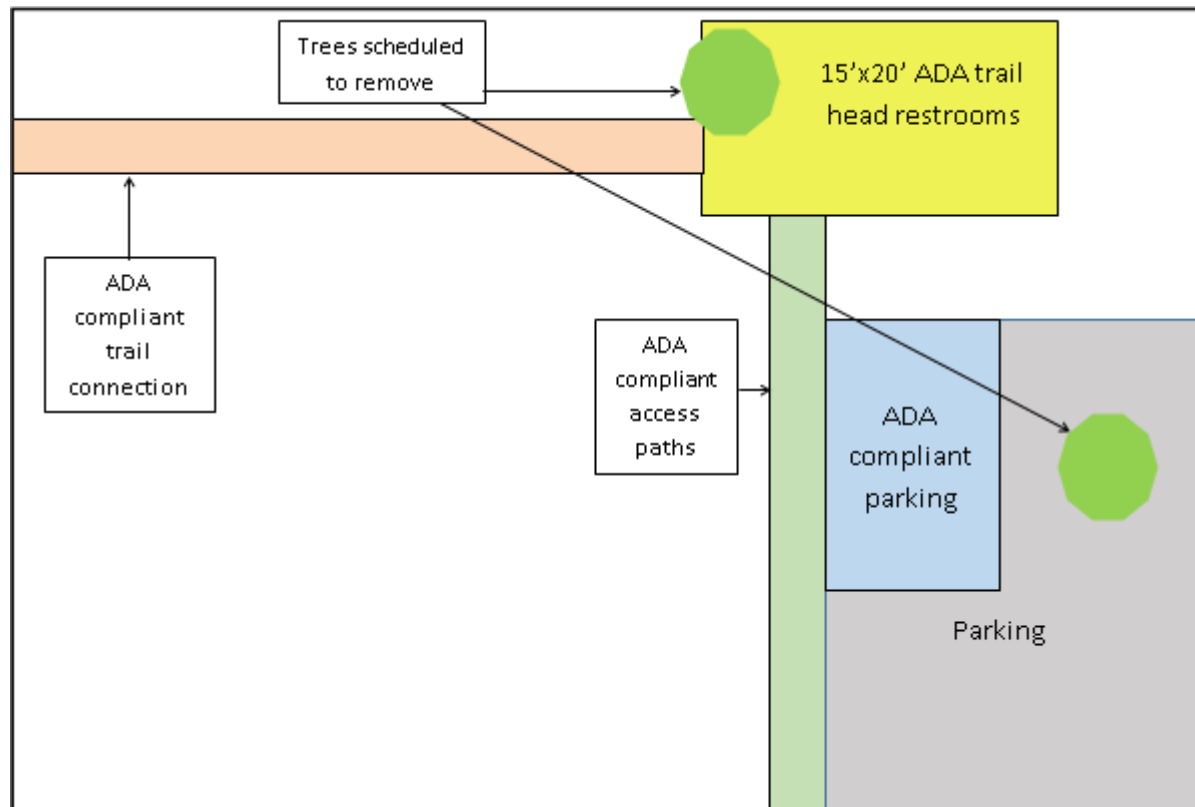 Trees scheduled
to remove
15’x20’ ADA trail
head restrooms
ADA
compliant
trail
connection
ADA
compliant
access
paths
ADA
compliant
parking
Parking